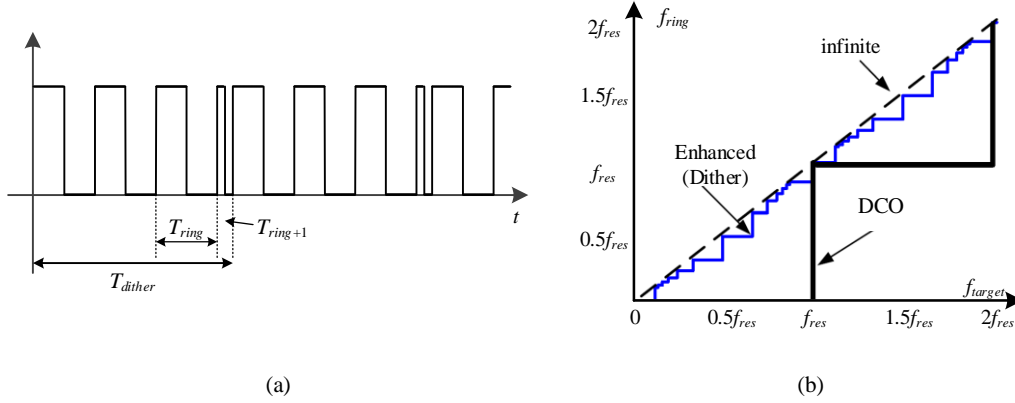 t
T_ring
T_ring+1
T_dither
(a)
f_ring
2f_res
infinite
1.5f_res
Enhanced
(Dither)
f_res
DCO
0.5f_res
f_target
0
0.5f_res
f_res
1.5f_res
2f_res
(b)